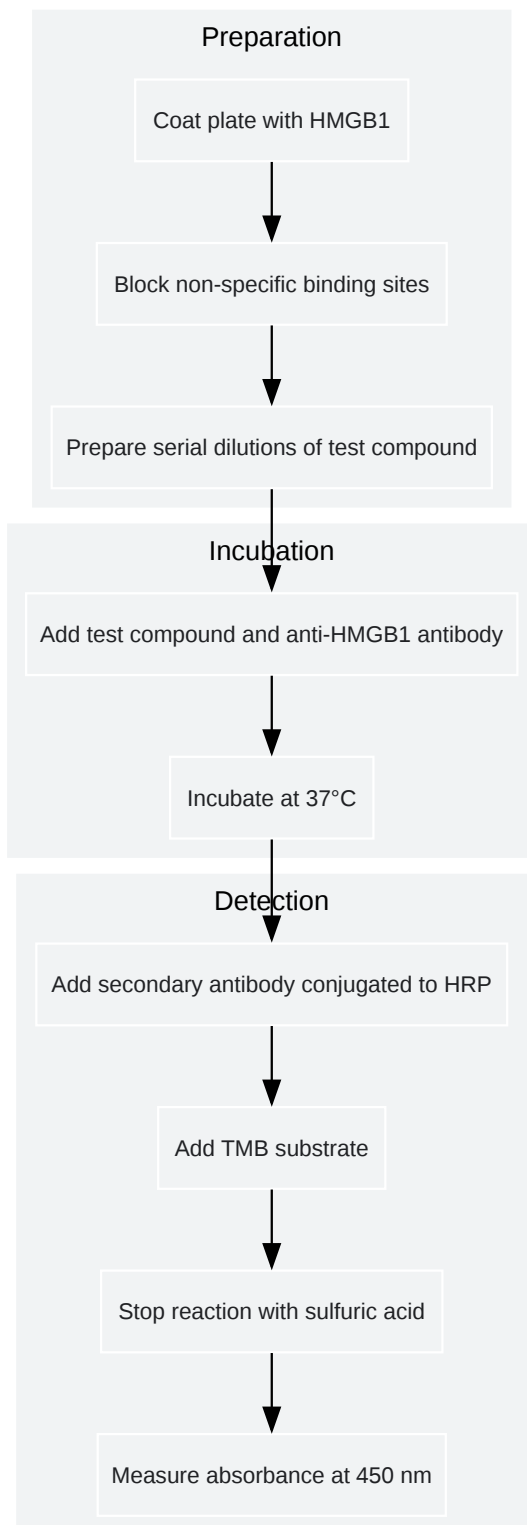 Preparation
Coat plate with HMGB1
Block non-specific binding sites
Prepare serial dilutions of test compound
Incubation
Add test compound and anti-HMGB1 antibody
Incubate at 37°C
Detection
Add secondary antibody conjugated to HRP
Add TMB substrate
Stop reaction with sulfuric acid
Measure absorbance at 450 nm